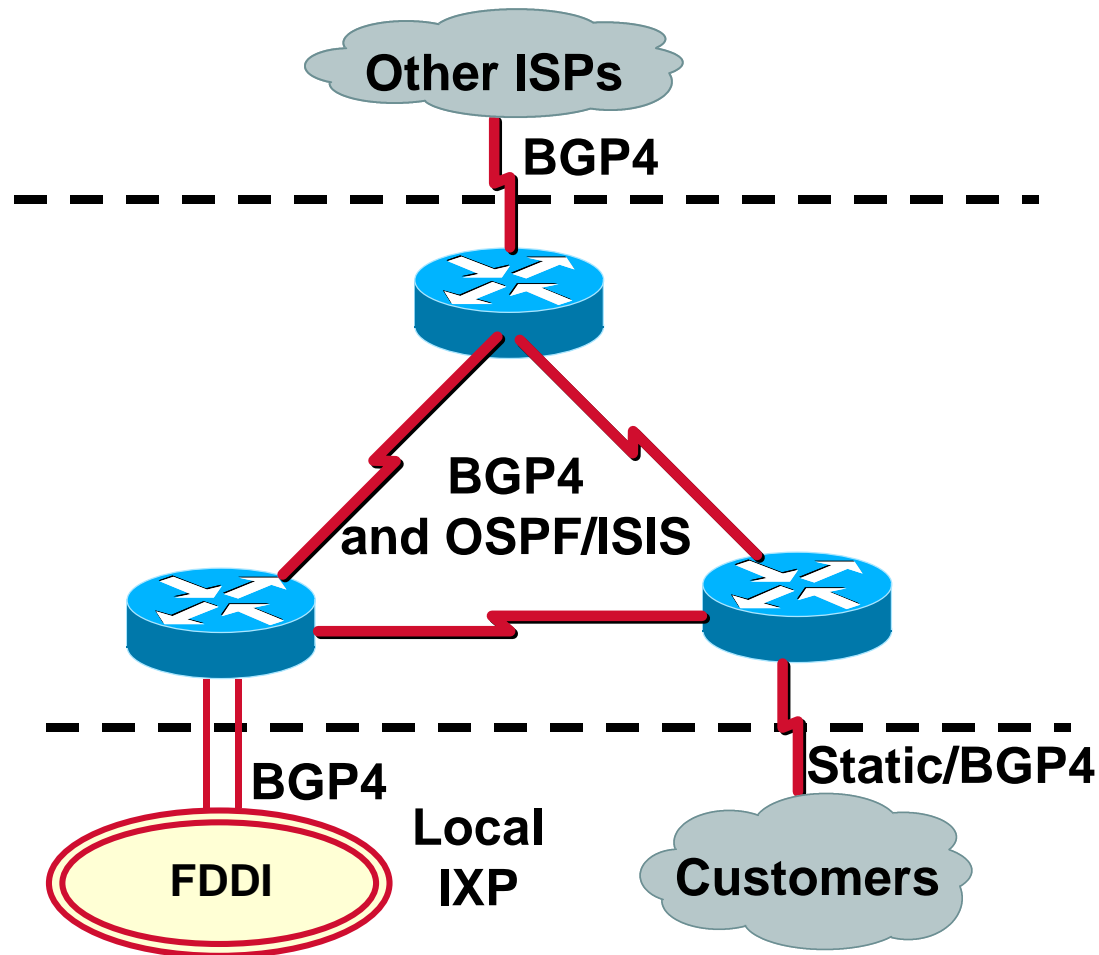 Other ISPs
BGP4
BGP4
and OSPF/ISIS
Static/BGP4
BGP4
Local
IXP
FDDI
Customers